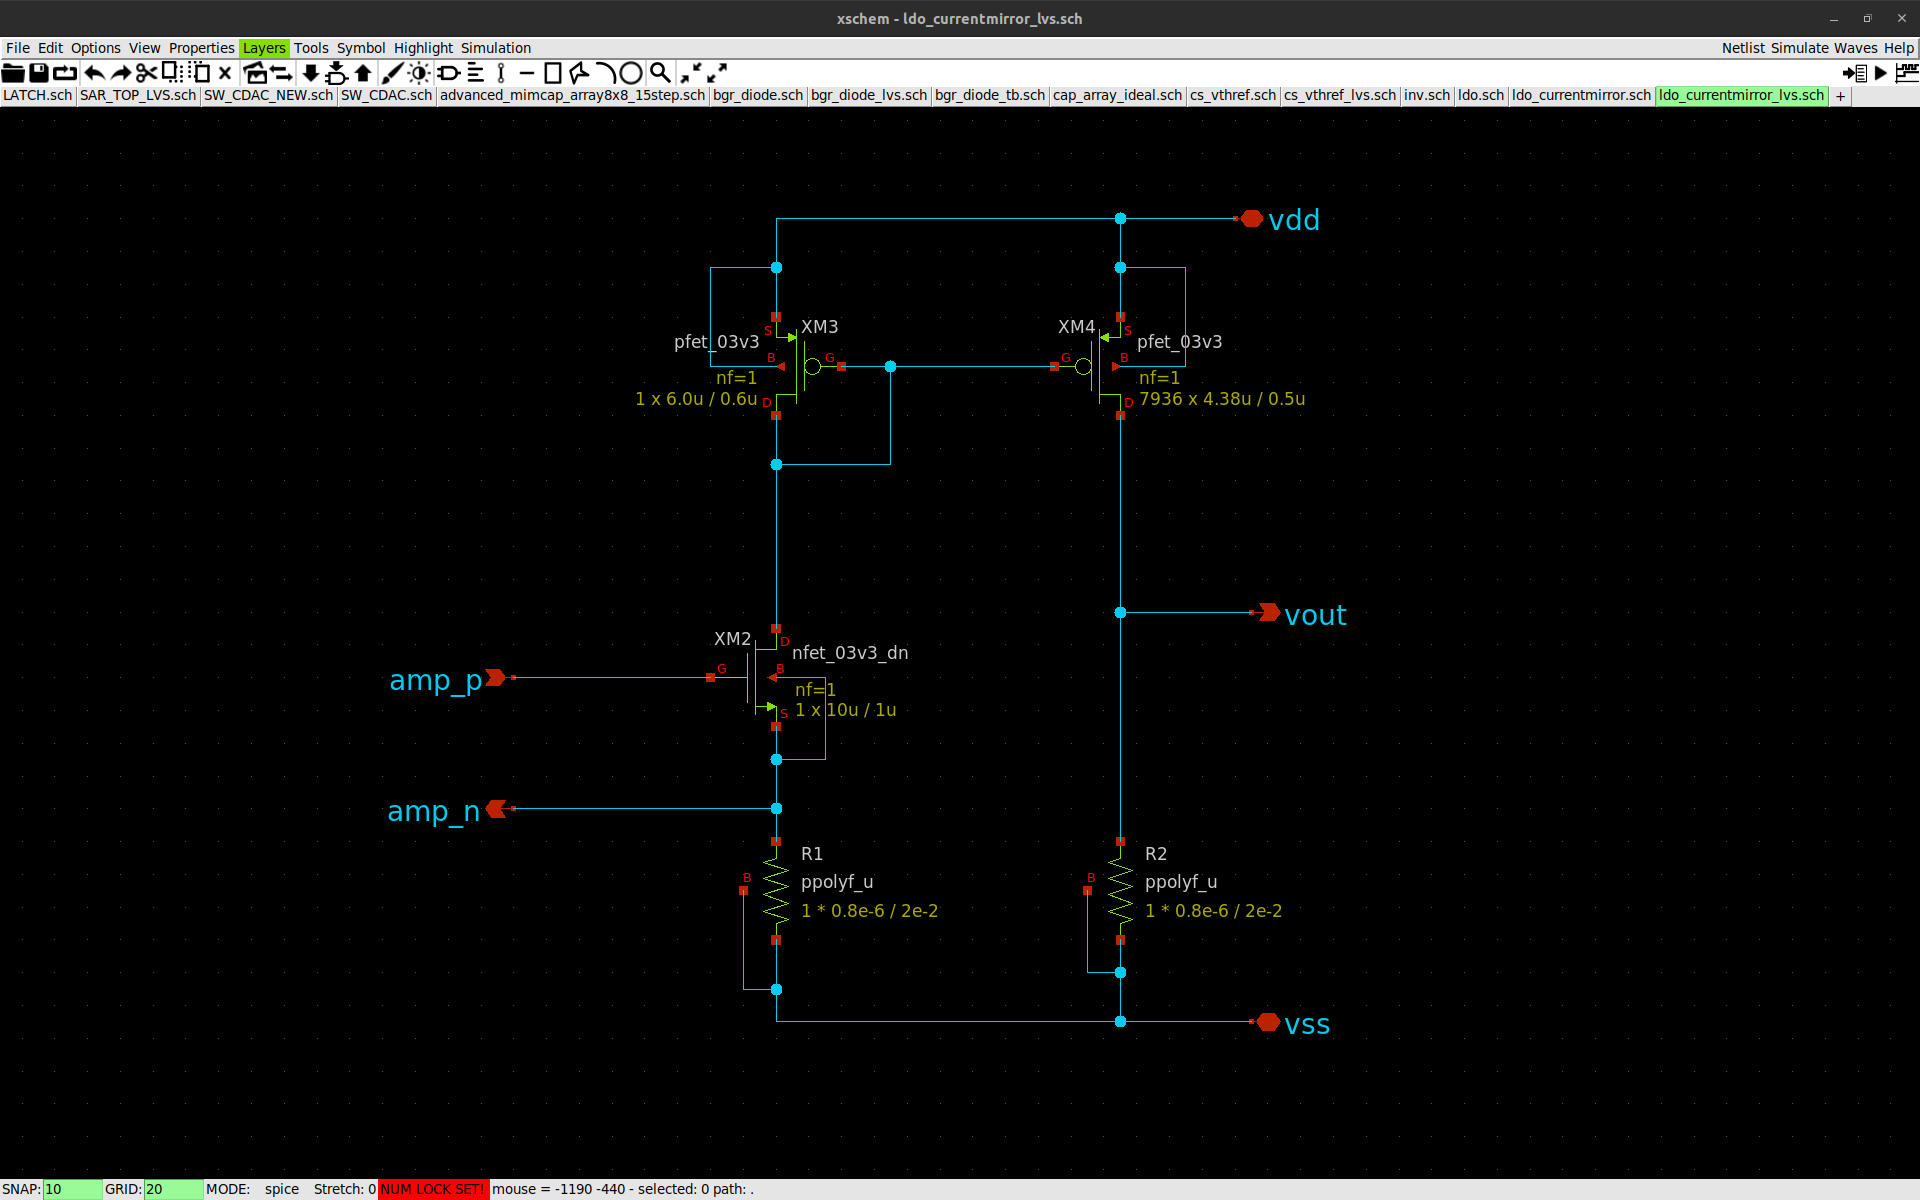 xschem - ldo_currentmirror_lvs.sch
File Edit Options View Properties Layers Tools Symbol Highlight Simulation Netlist Simulate Waves Help
LATCH.sch SAR_TOP_LVS.sch SW_CDAC_NEW.sch SW_CDAC.sch advanced_mimcap_array8x8_15step.sch bgr_diode.sch bgr_diode_lvs.sch bgr_diode_tb.sch cap_array_ideal.sch cs_vthref.sch cs_vthref_lvs.sch inv.sch ldo.sch ldo_currentmirror.sch ldo_currentmirror_lvs.sch +
vdd
XM3
XM4
S
S
pfet_03v3
pfet_03v3
B
G
G
B
nf=1
nf=1
1 x 6.0u / 0.6u
D
D
7936 x 4.38u / 0.5u
vout
XM2
D
nfet_03v3_dn
G
B
amp_p
nf=1
S
1 x 10u / 1u
amp_n
R1
R2
B
ppolyf_u
B
ppolyf_u
1 * 0.8e-6 / 2e-2
1 * 0.8e-6 / 2e-2
vss
SNAP: 10 GRID: 20 MODE: spice Stretch: 0 NUM LOCK SET! mouse = -1190 -440 - selected: 0 path: .